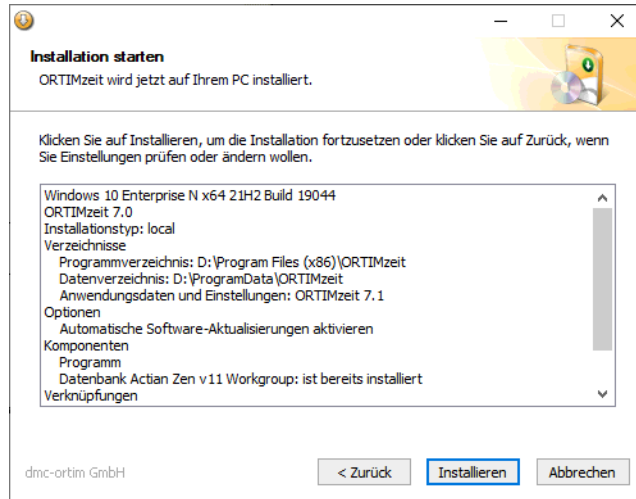 Installation starten
ORTIMzeit wird jetzt auf Ihrem PC installiert.
Klicken Sie auf Installieren, um die Installation fortzusetzen oder klicken Sie auf Zurück, wenn
Sie Einstellungen prüfen oder ändern wollen.
Windows 10 Enterprise N x64 21H2 Build 19044
ORTIMzeit 7.0
Installationstyp: local
Verzeichnisse
Programmverzeichnis: D:\Program Files (x86)\ORTIMzeit
Datenverzeichnis: D:\ProgramData\ORTIMzeit
Anwendungsdaten und Einstellungen: ORTIMzeit 7.1
Optionen
Automatische Software-Aktualisierungen aktivieren
Komponenten
Programm
Datenbank Actian Zen v11 Workgroup: ist bereits installiert
Verknüpfungen
dmc-ortim GmbH
< Zurück
Installieren
Abbrechen